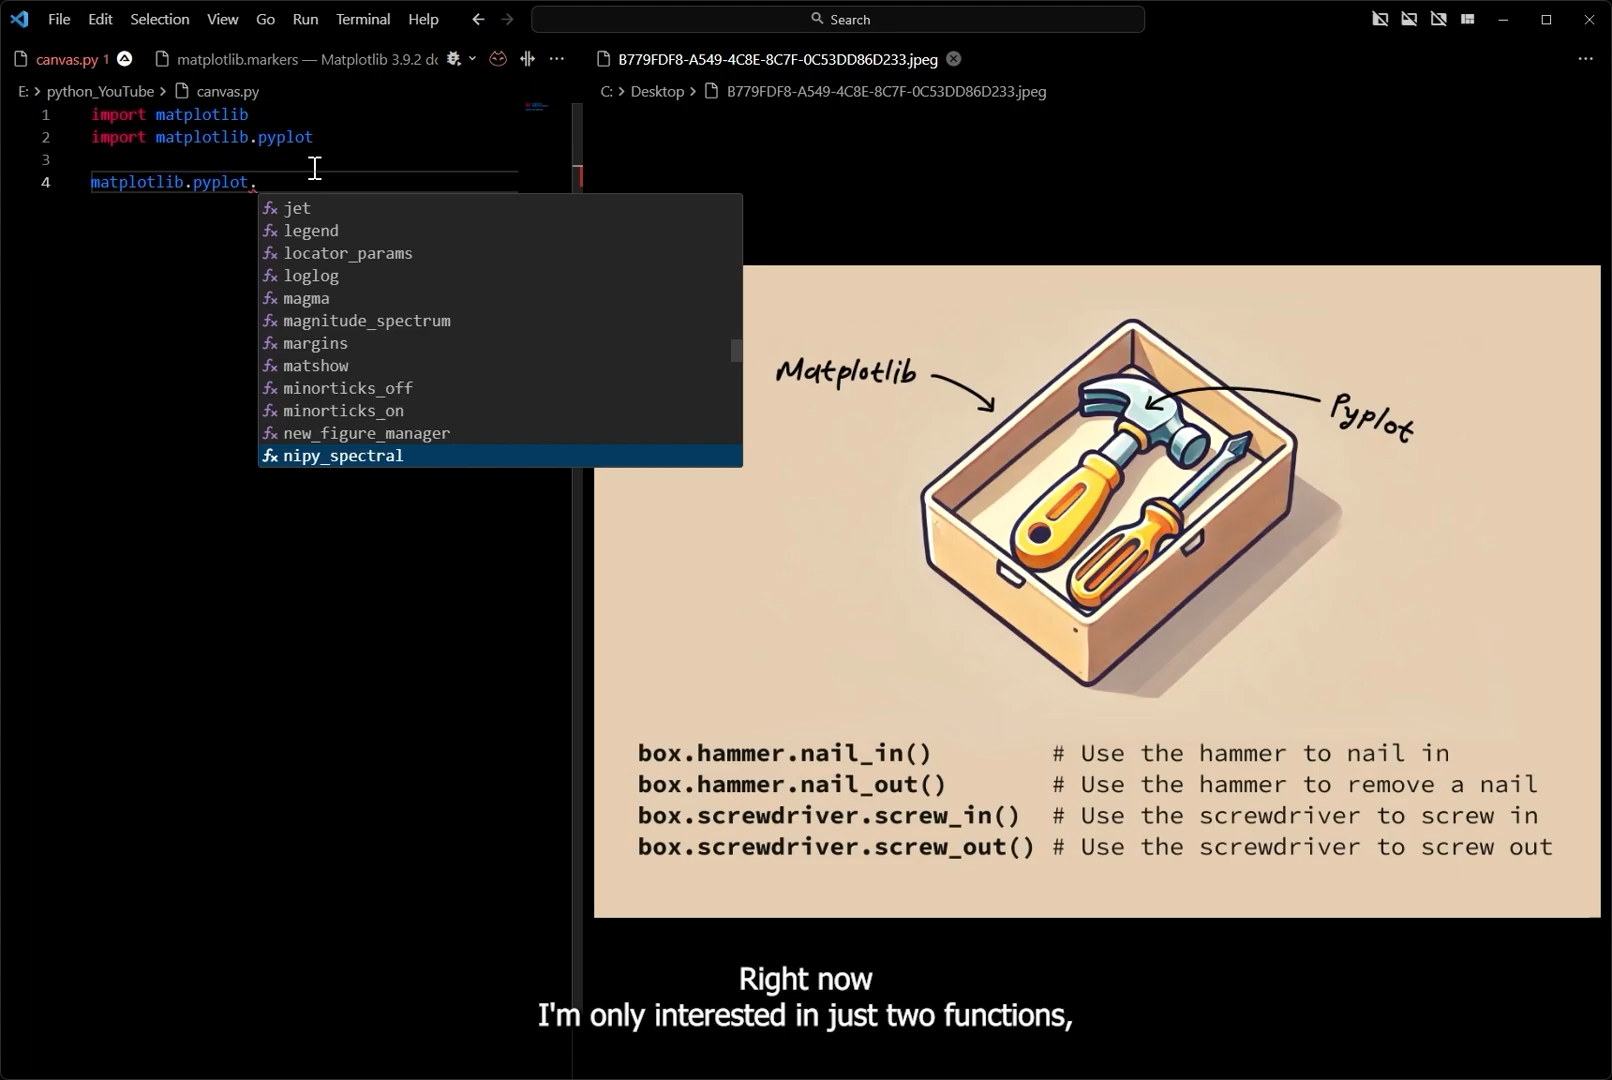 File Edit Selection View Go Run Terminal Help Search
canvas.py 1 matplotlib.markers — Matplotlib 3.9.2 dc
B779FDF8-A549-4C8E-8C7F-0C53DD86D233.jpeg
E: > python_YouTube > canvas.py
C: > Desktop > B779FDF8-A549-4C8E-8C7F-0C53DD86D233.jpeg
1 import matplotlib
2 import matplotlib.pyplot
3
4 matplotlib.pyplot.
jet
legend
locator_params
loglog
magma
magnitude_spectrum
margins
matshow
minorticks_off
minorticks_on
new_figure_manager
nipy_spectral
Matplotlib
Pyplot
box.hammer.nail_in() # Use the hammer to nail in
box.hammer.nail_out() # Use the hammer to remove a nail
box.screwdriver.screw_in() # Use the screwdriver to screw in
box.screwdriver.screw_out() # Use the screwdriver to screw out
Right now
I'm only interested in just two functions,